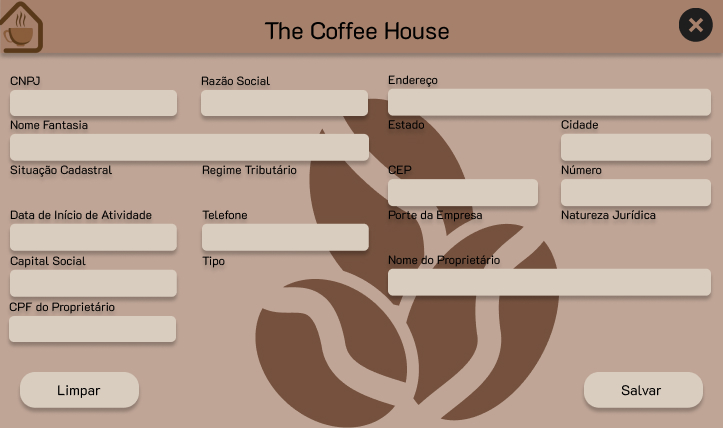 The Coffee House
CNPJ
Razão Social
Endereço
Nome Fantasia
Estado
Cidade
Situação Cadastral
Regime Tributário
CEP
Número
Data de Início de Atividade
Telefone
Porte da Empresa
Natureza Jurídica
Capital Social
Tipo
Nome do Proprietário
CPF do Proprietário
Limpar
Salvar